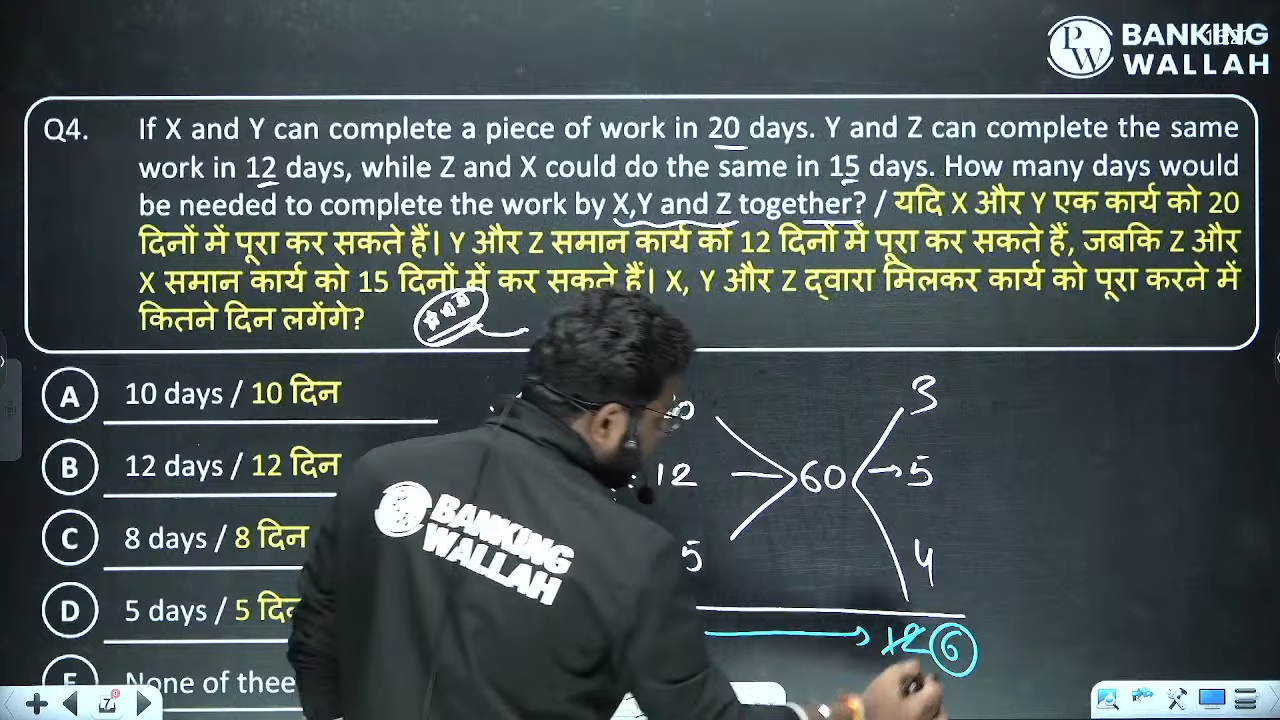 BANKING
WALLAH
Q4. If X and Y can complete a piece of work in 20 days. Y and Z can complete the same
work in 12 days, while Z and X could do the same in 15 days. How many days would
be needed to complete the work by X,Y and Z together? / यदि X और Y एक कार्य को 20
दिनों में पूरा कर सकते हैं। Y और Z समान कार्य को 12 दिनों में पूरा कर सकते हैं, जबकि Z और
X समान कार्य को 15 दिनों में कर सकते हैं। X, Y और Z द्वारा मिलकर कार्य को पूरा करने में
कितने दिन लगेंगे?
A 10 days / 10 दिन
B 12 days / 12 दिन
C 8 days / 8 दिन
D 5 days / 5
None of thee
3
12 60 5
5 4
6
BANKING
WALLAH
7